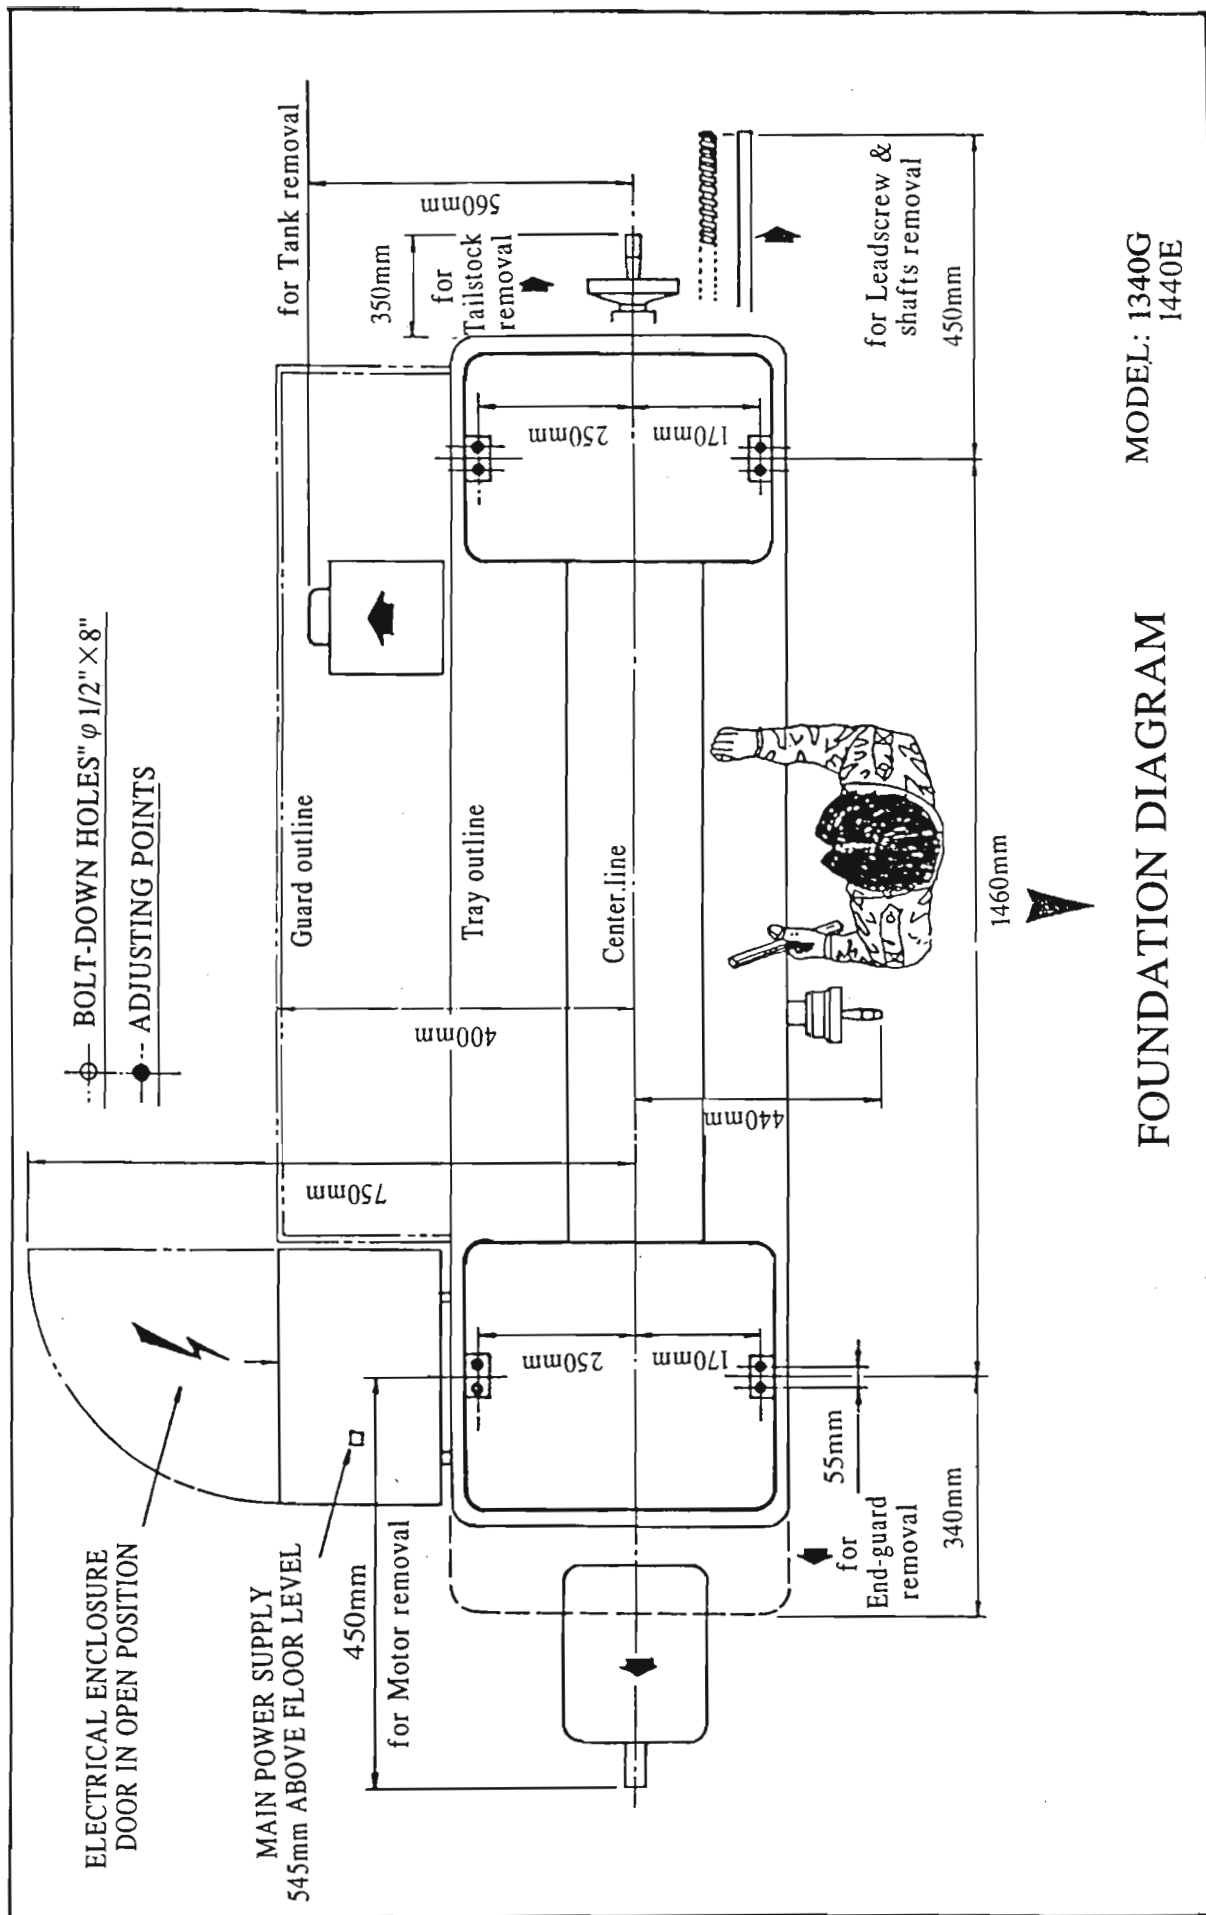 BOLT-DOWN HOLES" φ 1/2" × 8"
ADJUSTING POINTS
ELECTRICAL ENCLOSURE
DOOR IN OPEN POSITION
MAIN POWER SUPPLY
545mm ABOVE FLOOR LEVEL
450mm
for Motor removal
750mm
400mm
Guard outline
Tray outline
Center.line
for Tank removal
560mm
350mm
for
Tailstock
removal
250mm
170mm
250mm
170mm
440mm
55mm
for
End-guard
removal
340mm
1460mm
for Leadscrew &
shafts removal
450mm
FOUNDATION DIAGRAM
MODEL: 1340G
1440E